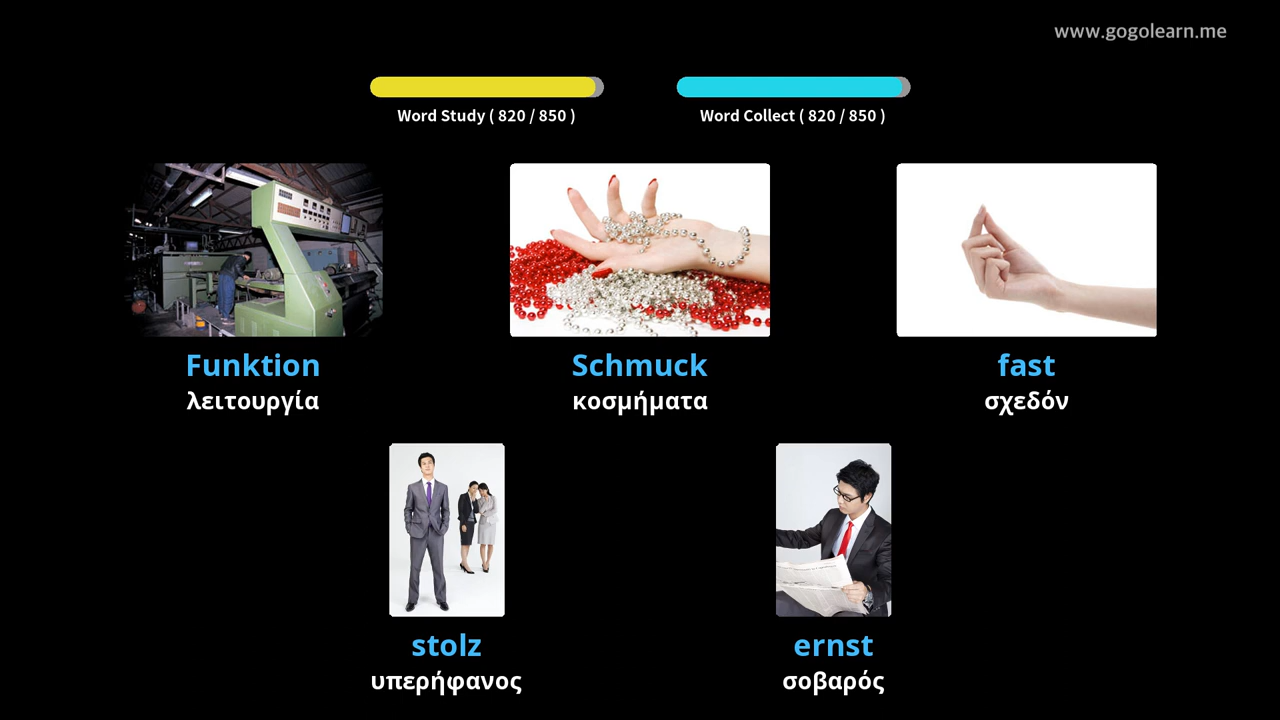 www.gogolearn.me
Word Study ( 820 / 850 )
Word Collect ( 820 / 850 )
Funktion
λειτουργία
Schmuck
κοσμήματα
fast
σχεδόν
stolz
υπερήφανος
ernst
σοβαρός